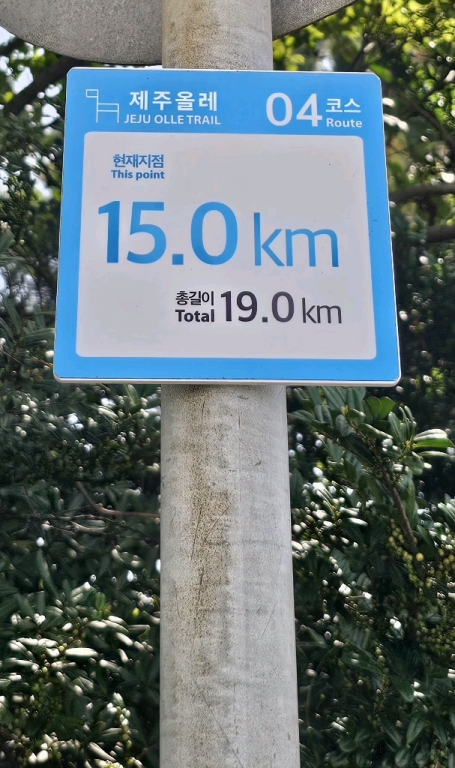 제주올레 04 코스
JEJU OLLE TRAIL Route
현재지점
This point
15.0 km
총길이
Total 19.0 km